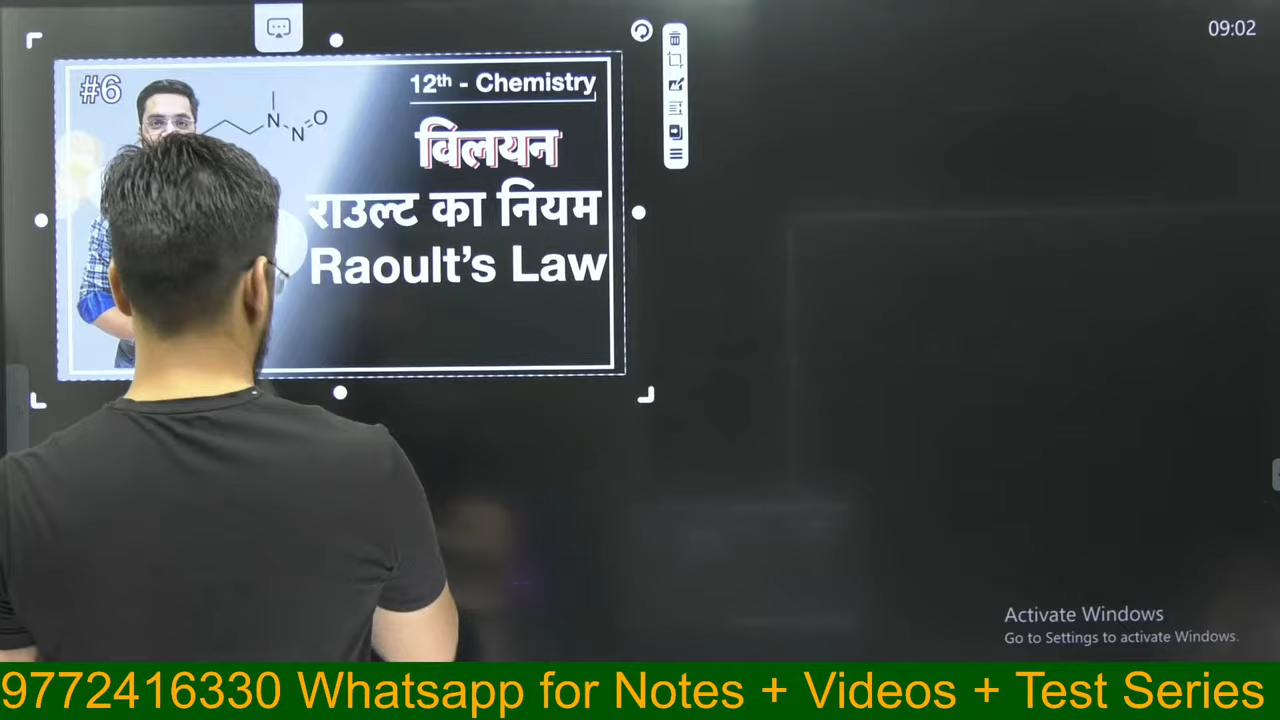 09:02
#6
12th - Chemistry
N
N
O
विलयन
राउल्ट का नियम
Raoult's Law
Activate Windows
Go to Settings to activate Windows.
9772416330 Whatsapp for Notes + Videos + Test Series